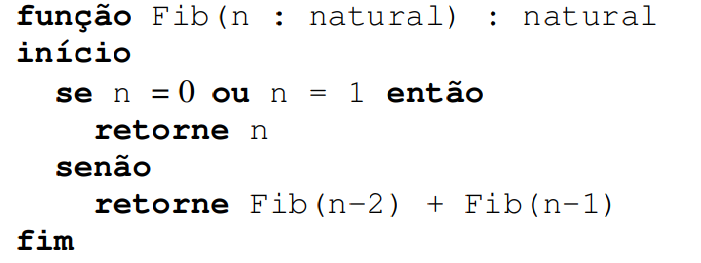 função Fib(n : natural) : natural
início
se n = 0 ou n = 1 então
retorne n
senão
retorne Fib(n-2) + Fib(n-1)
fim